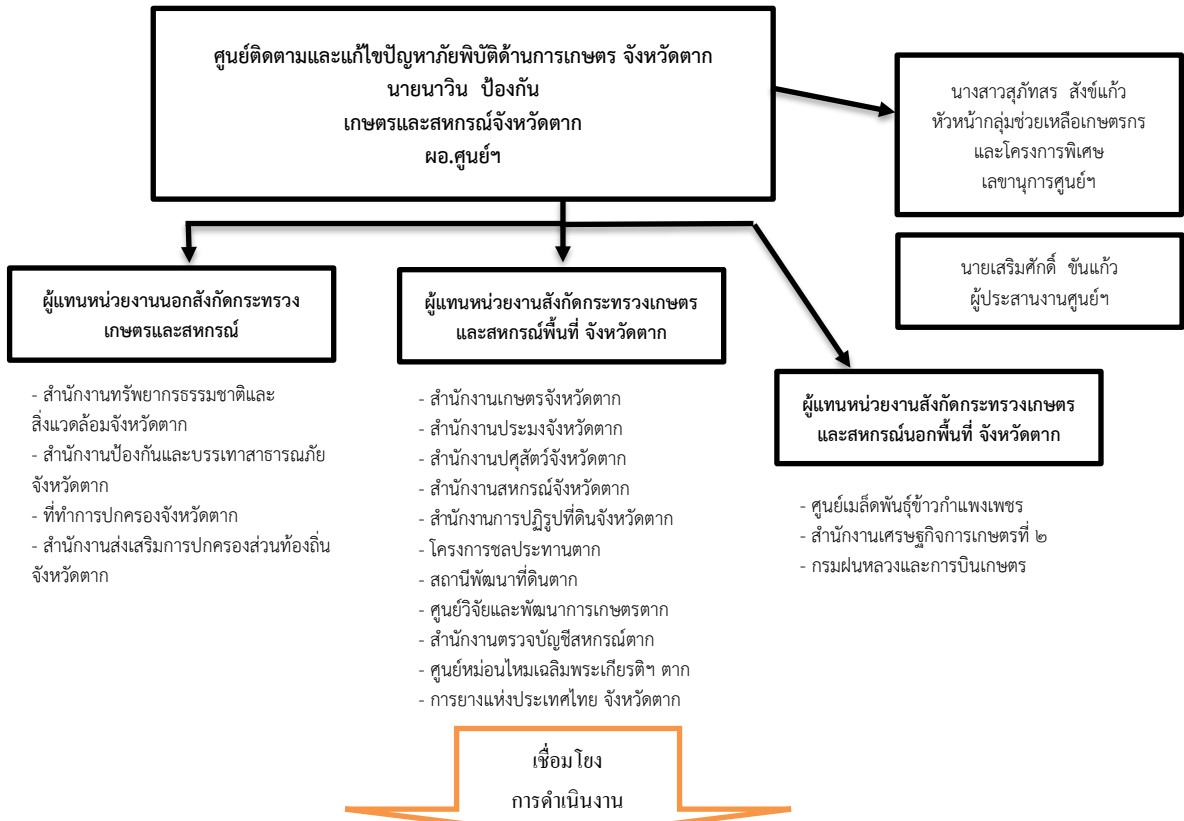 ศูนย์ติดตามและแก้ไขปัญหาภัยพิบัติด้านการเกษตร จังหวัดตาก
นายนาวิน ป้องกัน
เกษตรและสหกรณ์จังหวัดตาก
ผอ.ศูนย์ฯ
นางสาวสุภัทสร สังข์แก้ว
หัวหน้ากลุ่มช่วยเหลือเกษตรกร
และโครงการพิเศษ
เลขานุการศูนย์ฯ
นายเสริมศักดิ์ ขันแก้ว
ผู้ประสานงานศูนย์ฯ
ผู้แทนหน่วยงานนอกสังกัดกระทรวง
เกษตรและสหกรณ์
- สำนักงานทรัพยากรธรรมชาติและ
สิ่งแวดล้อมจังหวัดตาก
- สำนักงานป้องกันและบรรเทาสาธารณภัย
จังหวัดตาก
- ที่ทำการปกครองจังหวัดตาก
- สำนักงานส่งเสริมการปกครองส่วนท้องถิ่น
จังหวัดตาก
ผู้แทนหน่วยงานสังกัดกระทรวงเกษตร
และสหกรณ์พื้นที่ จังหวัดตาก
- สำนักงานเกษตรจังหวัดตาก
- สำนักงานประมงจังหวัดตาก
- สำนักงานปศุสัตว์จังหวัดตาก
- สำนักงานสหกรณ์จังหวัดตาก
- สำนักงานการปฏิรูปที่ดินจังหวัดตาก
- โครงการชลประทานตาก
- สถานีพัฒนาที่ดินตาก
- ศูนย์วิจัยและพัฒนาการเกษตรตาก
- สำนักงานตรวจบัญชีสหกรณ์ตาก
- ศูนย์หม่อนไหมเฉลิมพระเกียรติฯ ตาก
- การยางแห่งประเทศไทย จังหวัดตาก
ผู้แทนหน่วยงานสังกัดกระทรวงเกษตร
และสหกรณ์นอกพื้นที่ จังหวัดตาก
- ศูนย์เมล็ดพันธุ์ข้าวกำแพงเพชร
- สำนักงานเศรษฐกิจการเกษตรที่ ๒
- กรมฝนหลวงและการบินเกษตร
เชื่อมโยง
การดำเนินงาน